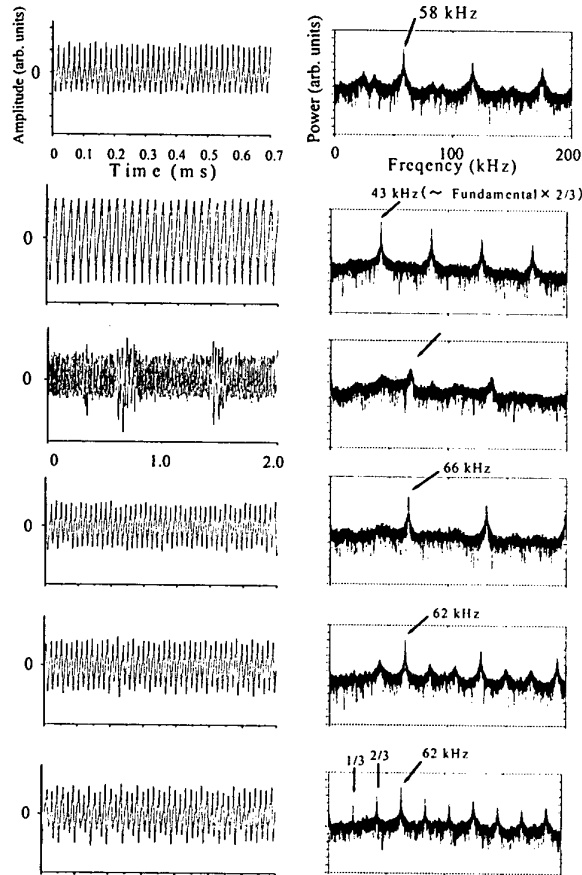 Amplitude (arb. units)
0
0 0.1 0.2 0.3 0.4 0.5 0.6 0.7
Time (ms)
58 kHz
Power (arb. units)
0 100 200
Freqency (kHz)
0
43 kHz (~ Fundamental × 2/3)
0
0 1.0 2.0
0
66 kHz
0
62 kHz
0
1/3 2/3 62 kHz